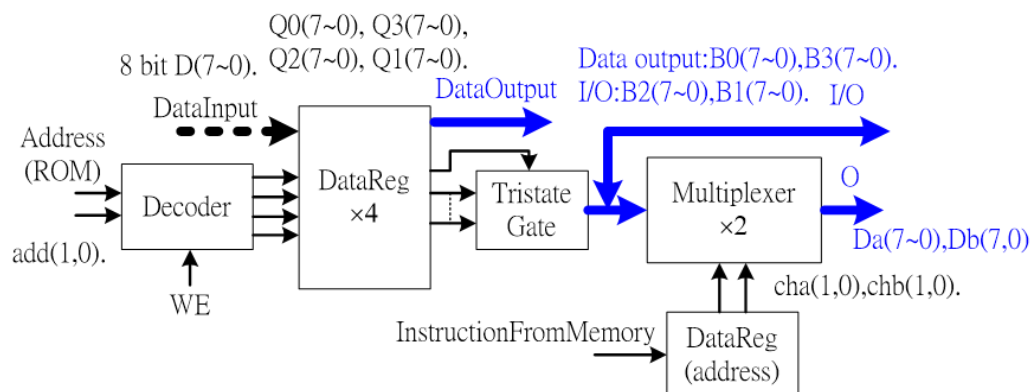 Q0(7~0), Q3(7~0),
Q2(7~0), Q1(7~0).
8 bit D(7~0).
DataInput
DataOutput
Data output:B0(7~0),B3(7~0).
I/O:B2(7~0),B1(7~0).
I/O
Address
(ROM)
add(1,0).
Decoder
WE
DataReg
×4
Tristate
Gate
Multiplexer
×2
O
Da(7~0),Db(7,0)
cha(1,0),chb(1,0).
InstructionFromMemory
DataReg
(address)